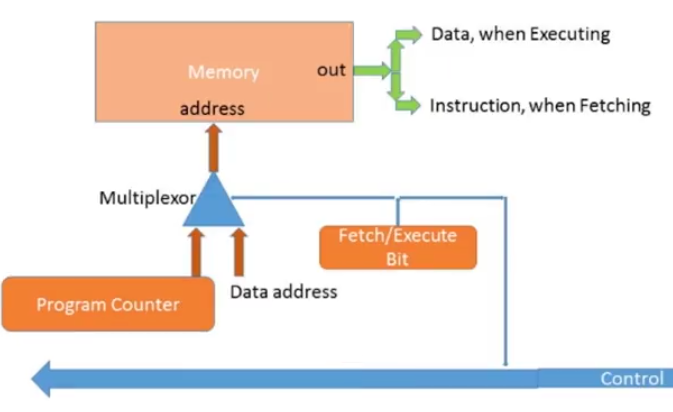 Data, when Executing
Memory
out
Instruction, when Fetching
address
Multiplexor
Fetch/Execute
Bit
Data address
Program Counter
Control